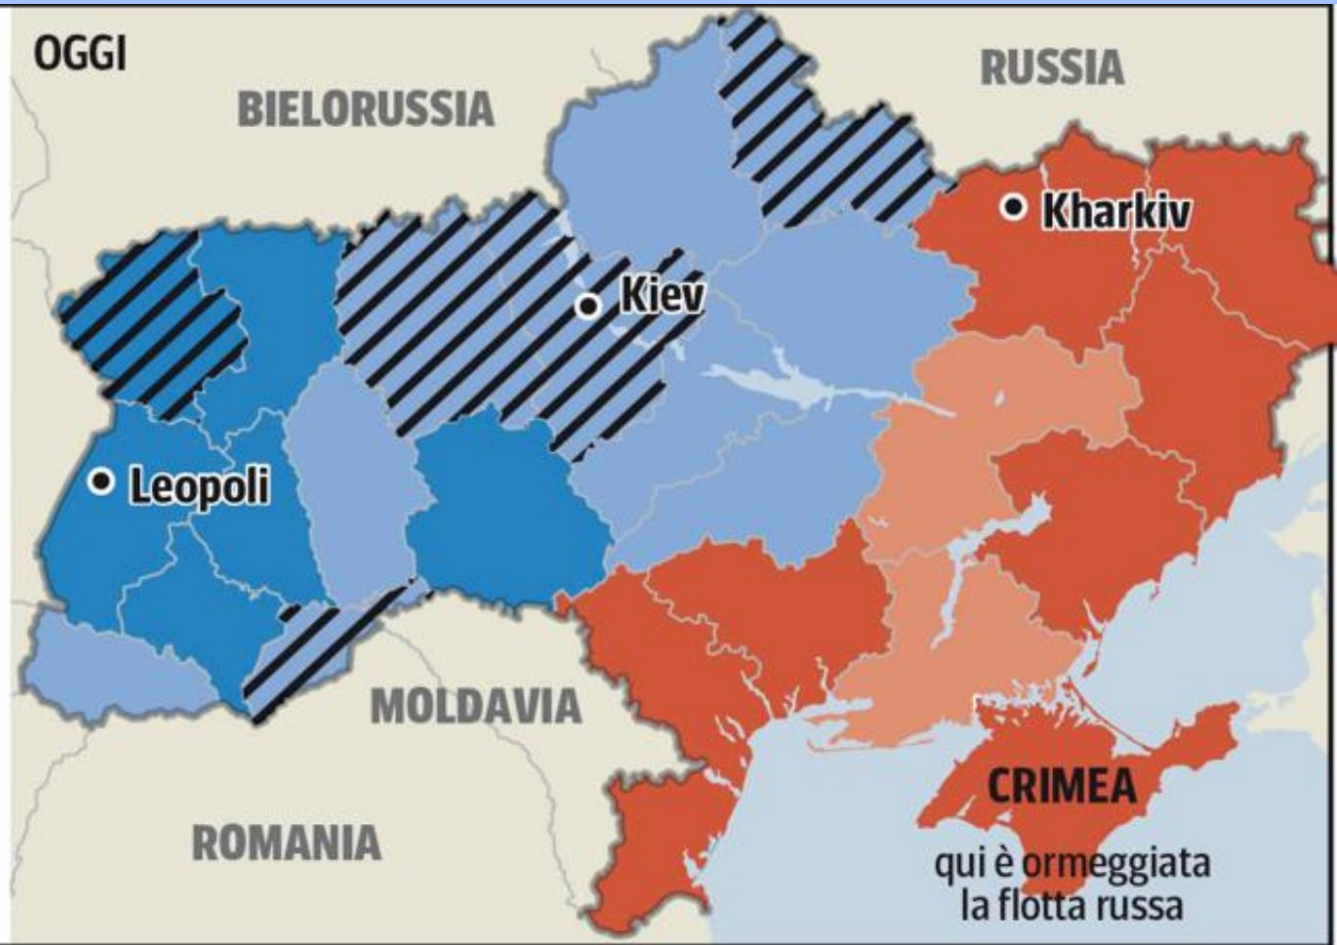 OGGI
RUSSIA
BIELORUSSIA
Kharkiv
Kiev
Leopoli
MOLDAVIA
CRIMEA
ROMANIA
qui è ormeggiata
la flotta russa